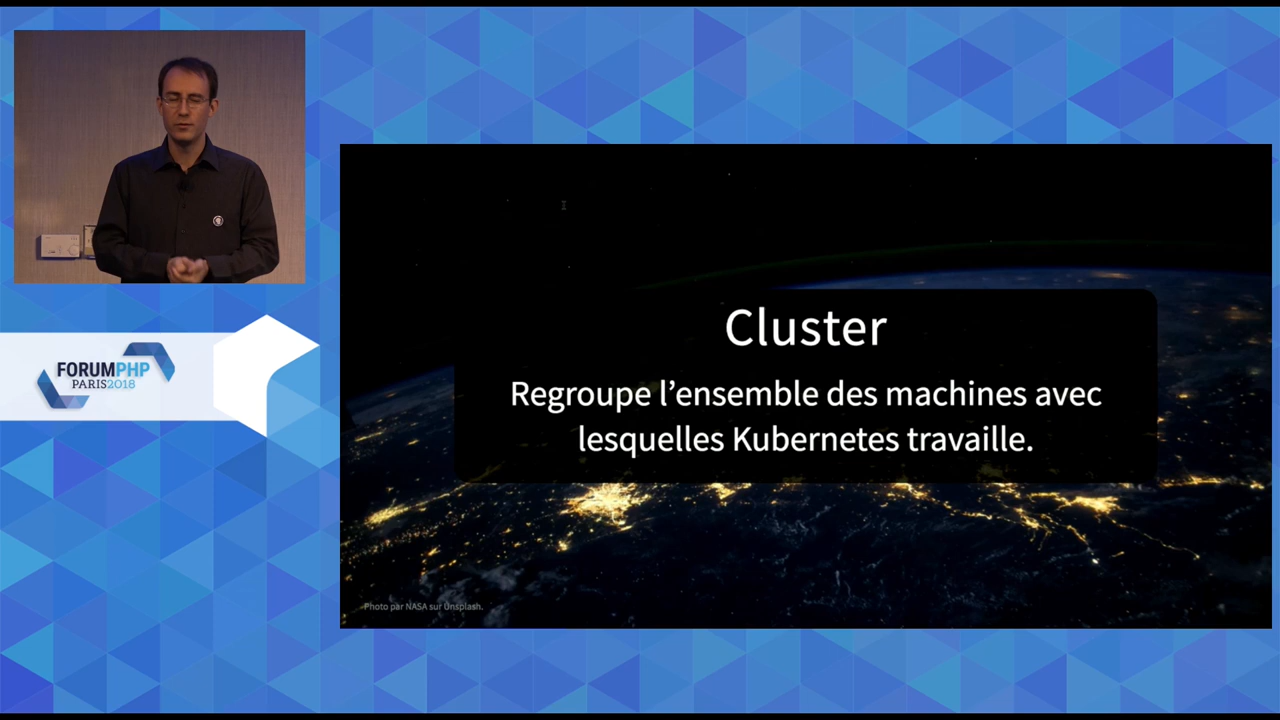 FORUMPHP
PARIS2018
Cluster
Regroupe l’ensemble des machines avec
lesquelles Kubernetes travaille.
Photo par NASA sur Unsplash.